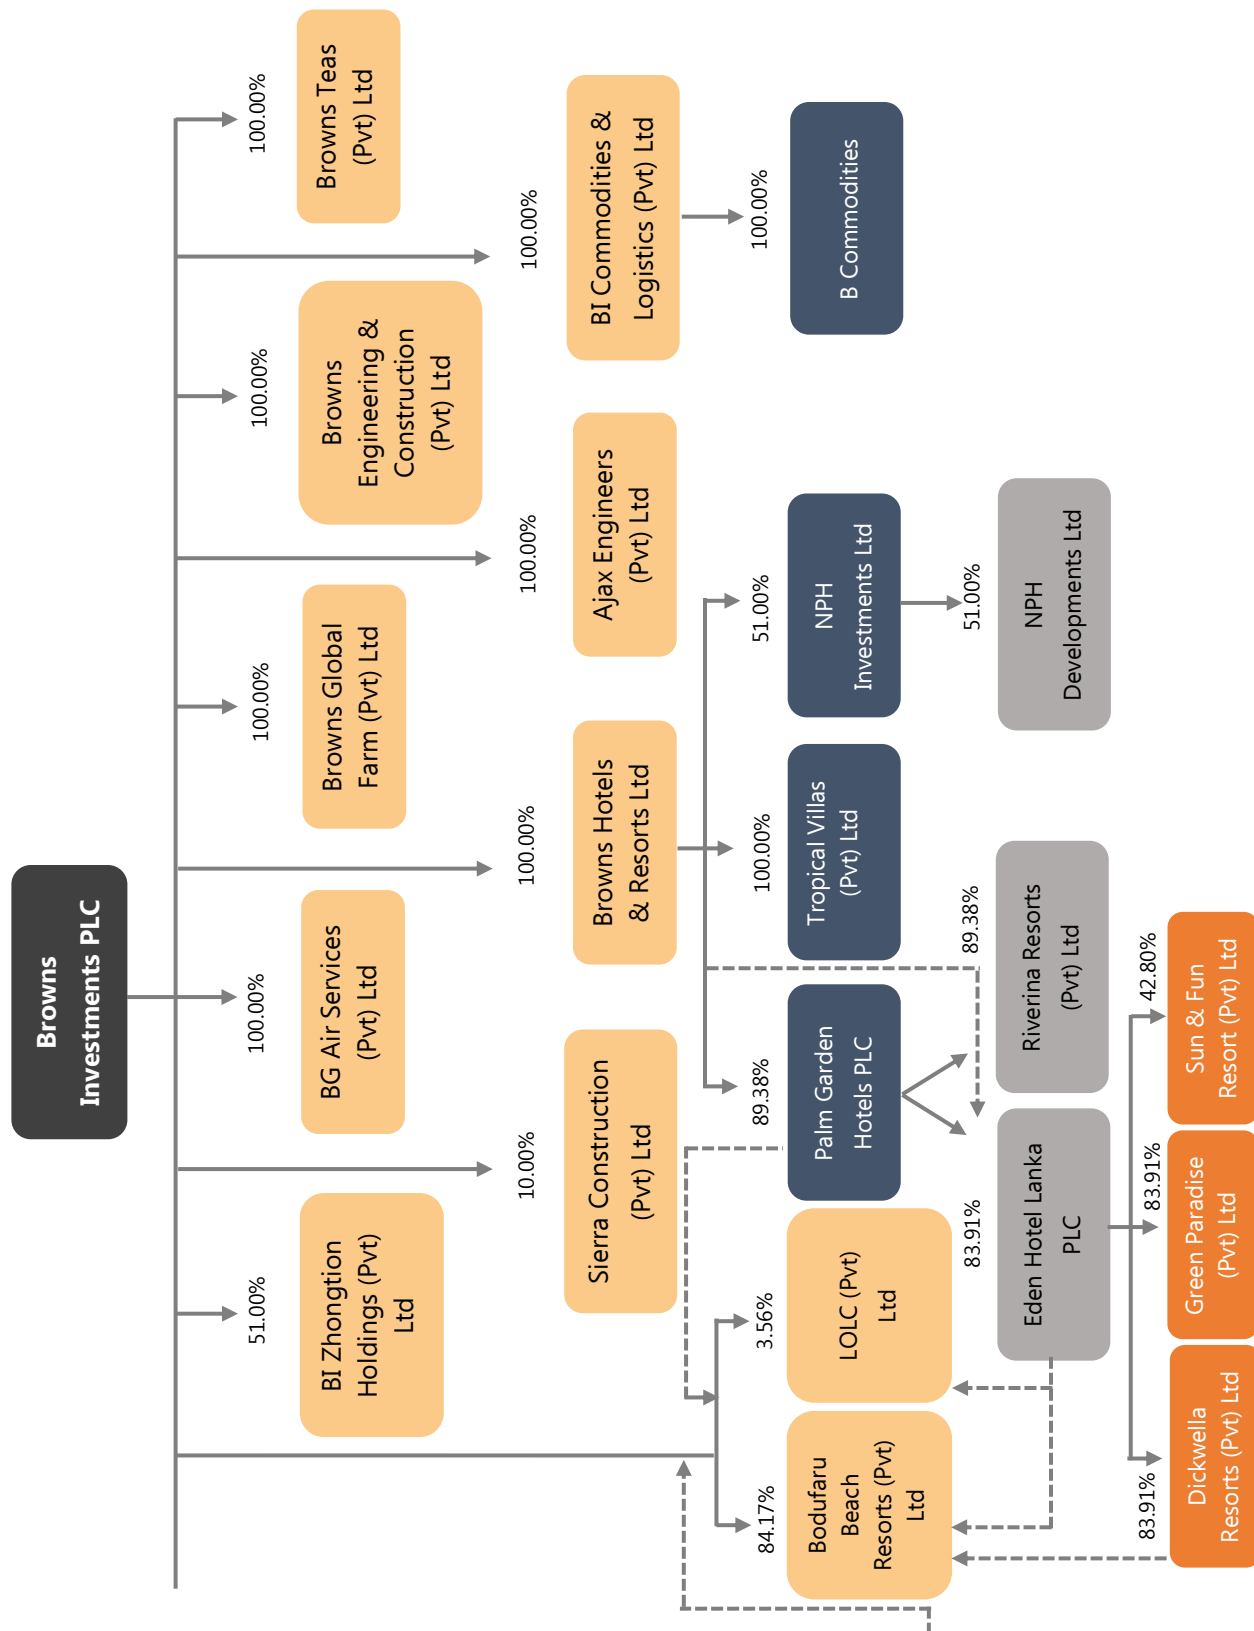 Browns
Investments PLC
51.00%
100.00%
100.00%
100.00%
100.00%
BI Zhongtion
Holdings (Pvt)
Ltd
BG Air Services
(Pvt) Ltd
Browns Global
Farm (Pvt) Ltd
Browns
Engineering &
Construction
(Pvt) Ltd
Browns Teas
(Pvt) Ltd
10.00%
100.00%
100.00%
100.00%
Sierra Construction
(Pvt) Ltd
Browns Hotels
& Resorts Ltd
Ajax Engineers
(Pvt) Ltd
BI Commodities &
Logistics (Pvt) Ltd
84.17%
3.56%
89.38%
100.00%
51.00%
100.00%
Bodufaru
Beach
Resorts (Pvt)
Ltd
LOLC (Pvt)
Ltd
Palm Garden
Hotels PLC
Tropical Villas
(Pvt) Ltd
NPH
Investments Ltd
B Commodities
83.91%
89.38%
51.00%
Eden Hotel Lanka
PLC
Riverina Resorts
(Pvt) Ltd
NPH
Developments Ltd
83.91%
83.91%
42.80%
Dickwella
Resorts (Pvt) Ltd
Green Paradise
(Pvt) Ltd
Sun & Fun
Resort (Pvt) Ltd